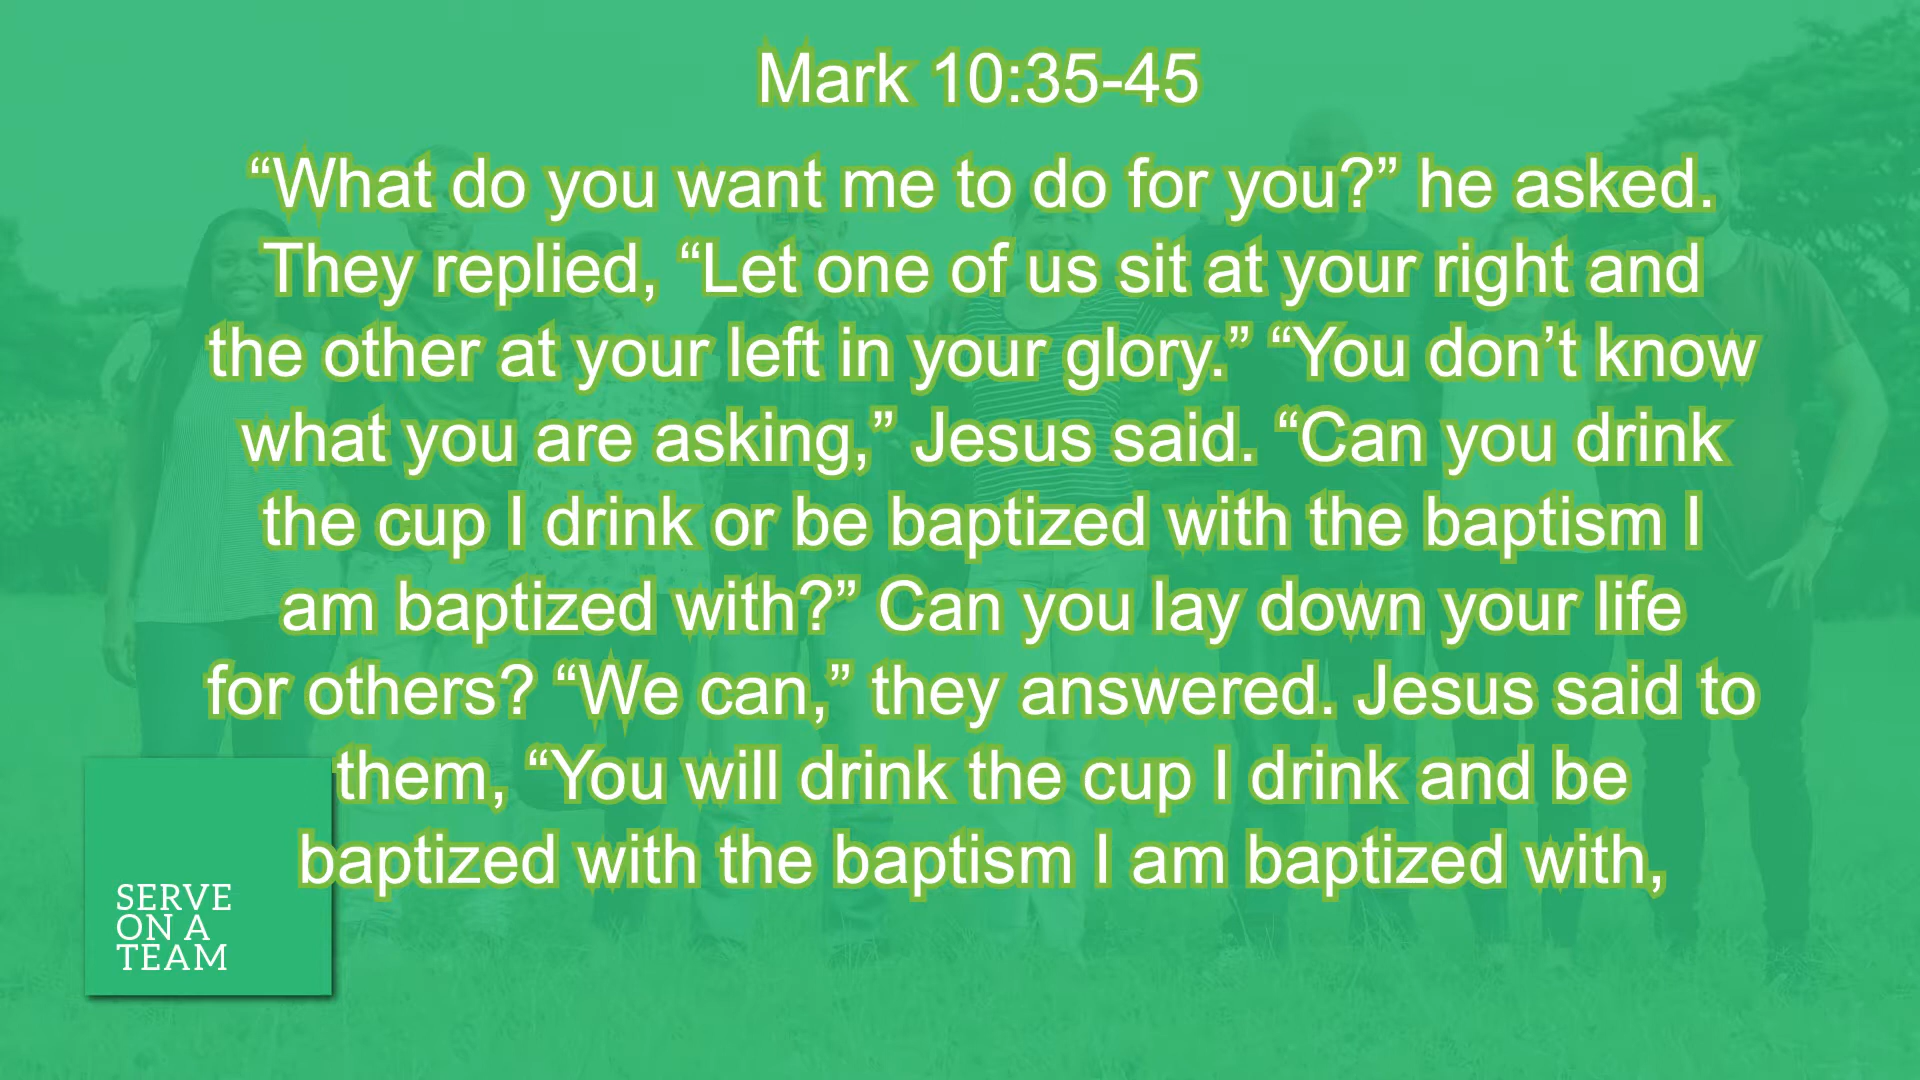 Mark 10:35-45
“What do you want me to do for you?” he asked.
They replied, “Let one of us sit at your right and
the other at your left in your glory.” “You don’t know
what you are asking,” Jesus said. “Can you drink
the cup I drink or be baptized with the baptism I
am baptized with?” Can you lay down your life
for others? “We can,” they answered. Jesus said to
them, “You will drink the cup I drink and be
baptized with the baptism I am baptized with,
SERVE
ON A
TEAM